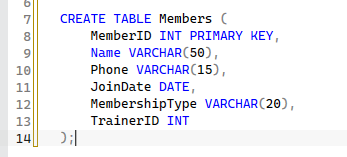 6
7 CREATE TABLE Members (
8 MemberID INT PRIMARY KEY,
9 Name VARCHAR(50),
10 Phone VARCHAR(15),
11 JoinDate DATE,
12 MembershipType VARCHAR(20),
13 TrainerID INT
14 );